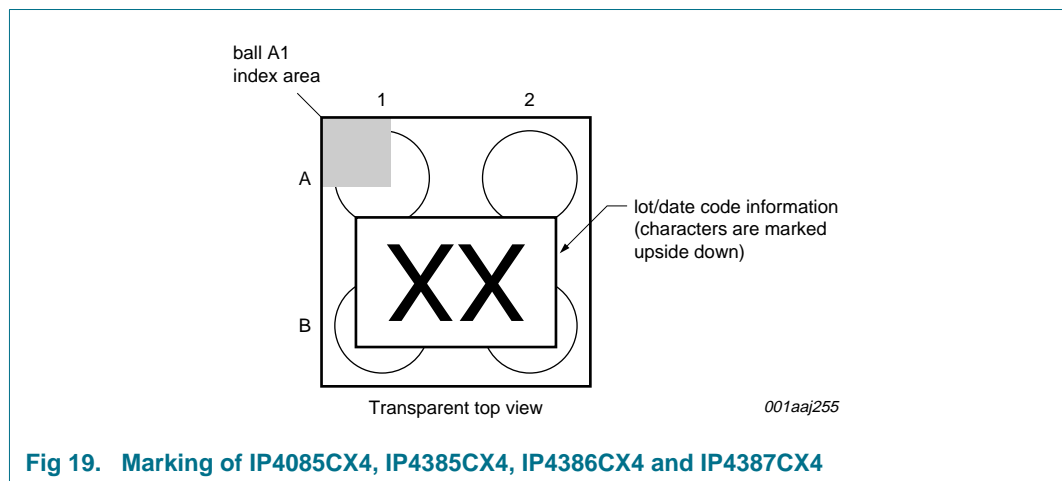 ball A1
index area
1 2
A
lot/date code information
(characters are marked
upside down)
XX
B
Transparent top view
001aaj255
Fig 19. Marking of IP4085CX4, IP4385CX4, IP4386CX4 and IP4387CX4